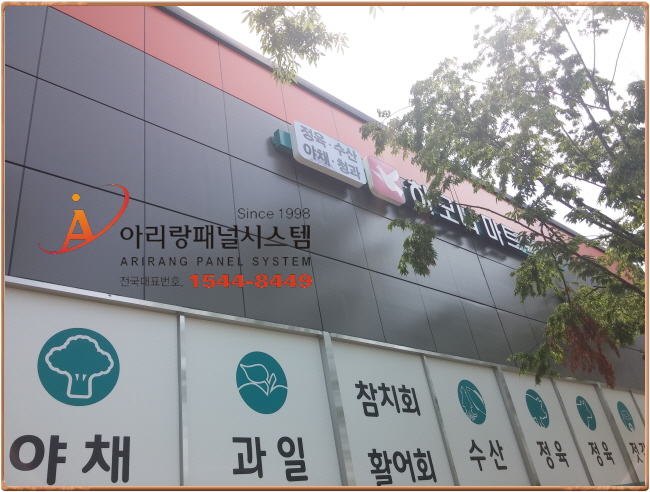 정육·수산
야채·청과
마트
Since 1998
아리랑패널시스템
ARIRANG PANEL SYSTEM
전국대표번호. 1544-8449
야채
과일
참치회
활어회
수산
정육
정육